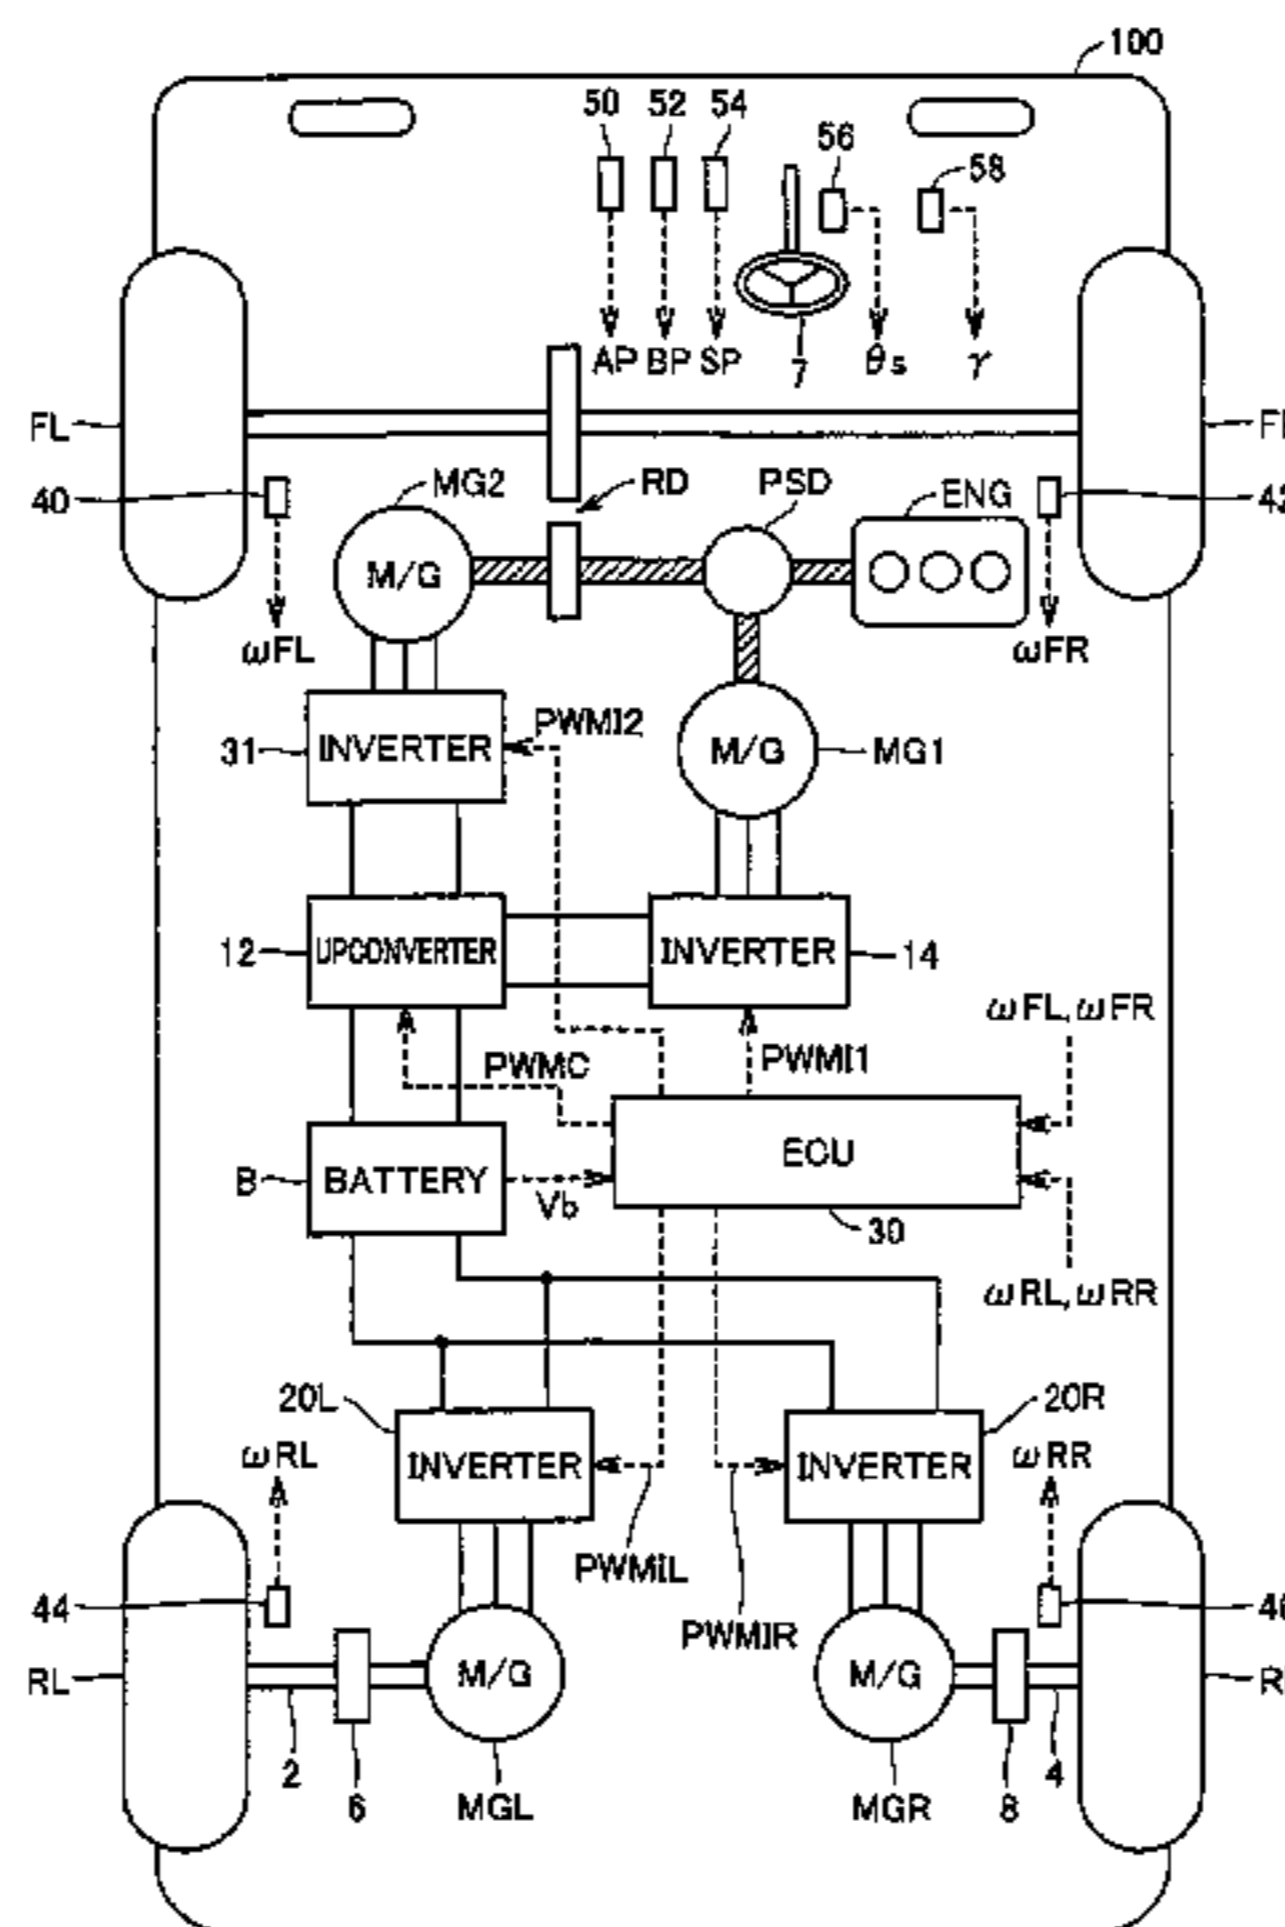 100
50 52 54
56
58
AP BP SP
7
θs
γ
FL
40
MG2
RD
PSD
ENG
M/G
ωFL
ωFR
31
INVERTER
PWMI2
M/G
MG1
12
UPCONVERTER
INVERTER
14
ωFL, ωFR
PWMC
PWMI1
ECU
B
BATTERY
Vb
30
ωRL, ωRR
20L
20R
ωRL
INVERTER
INVERTER
ωRR
PWMIL
44
PWMIR
RL
M/G
M/G
2
6
MGL
MGR
8
4